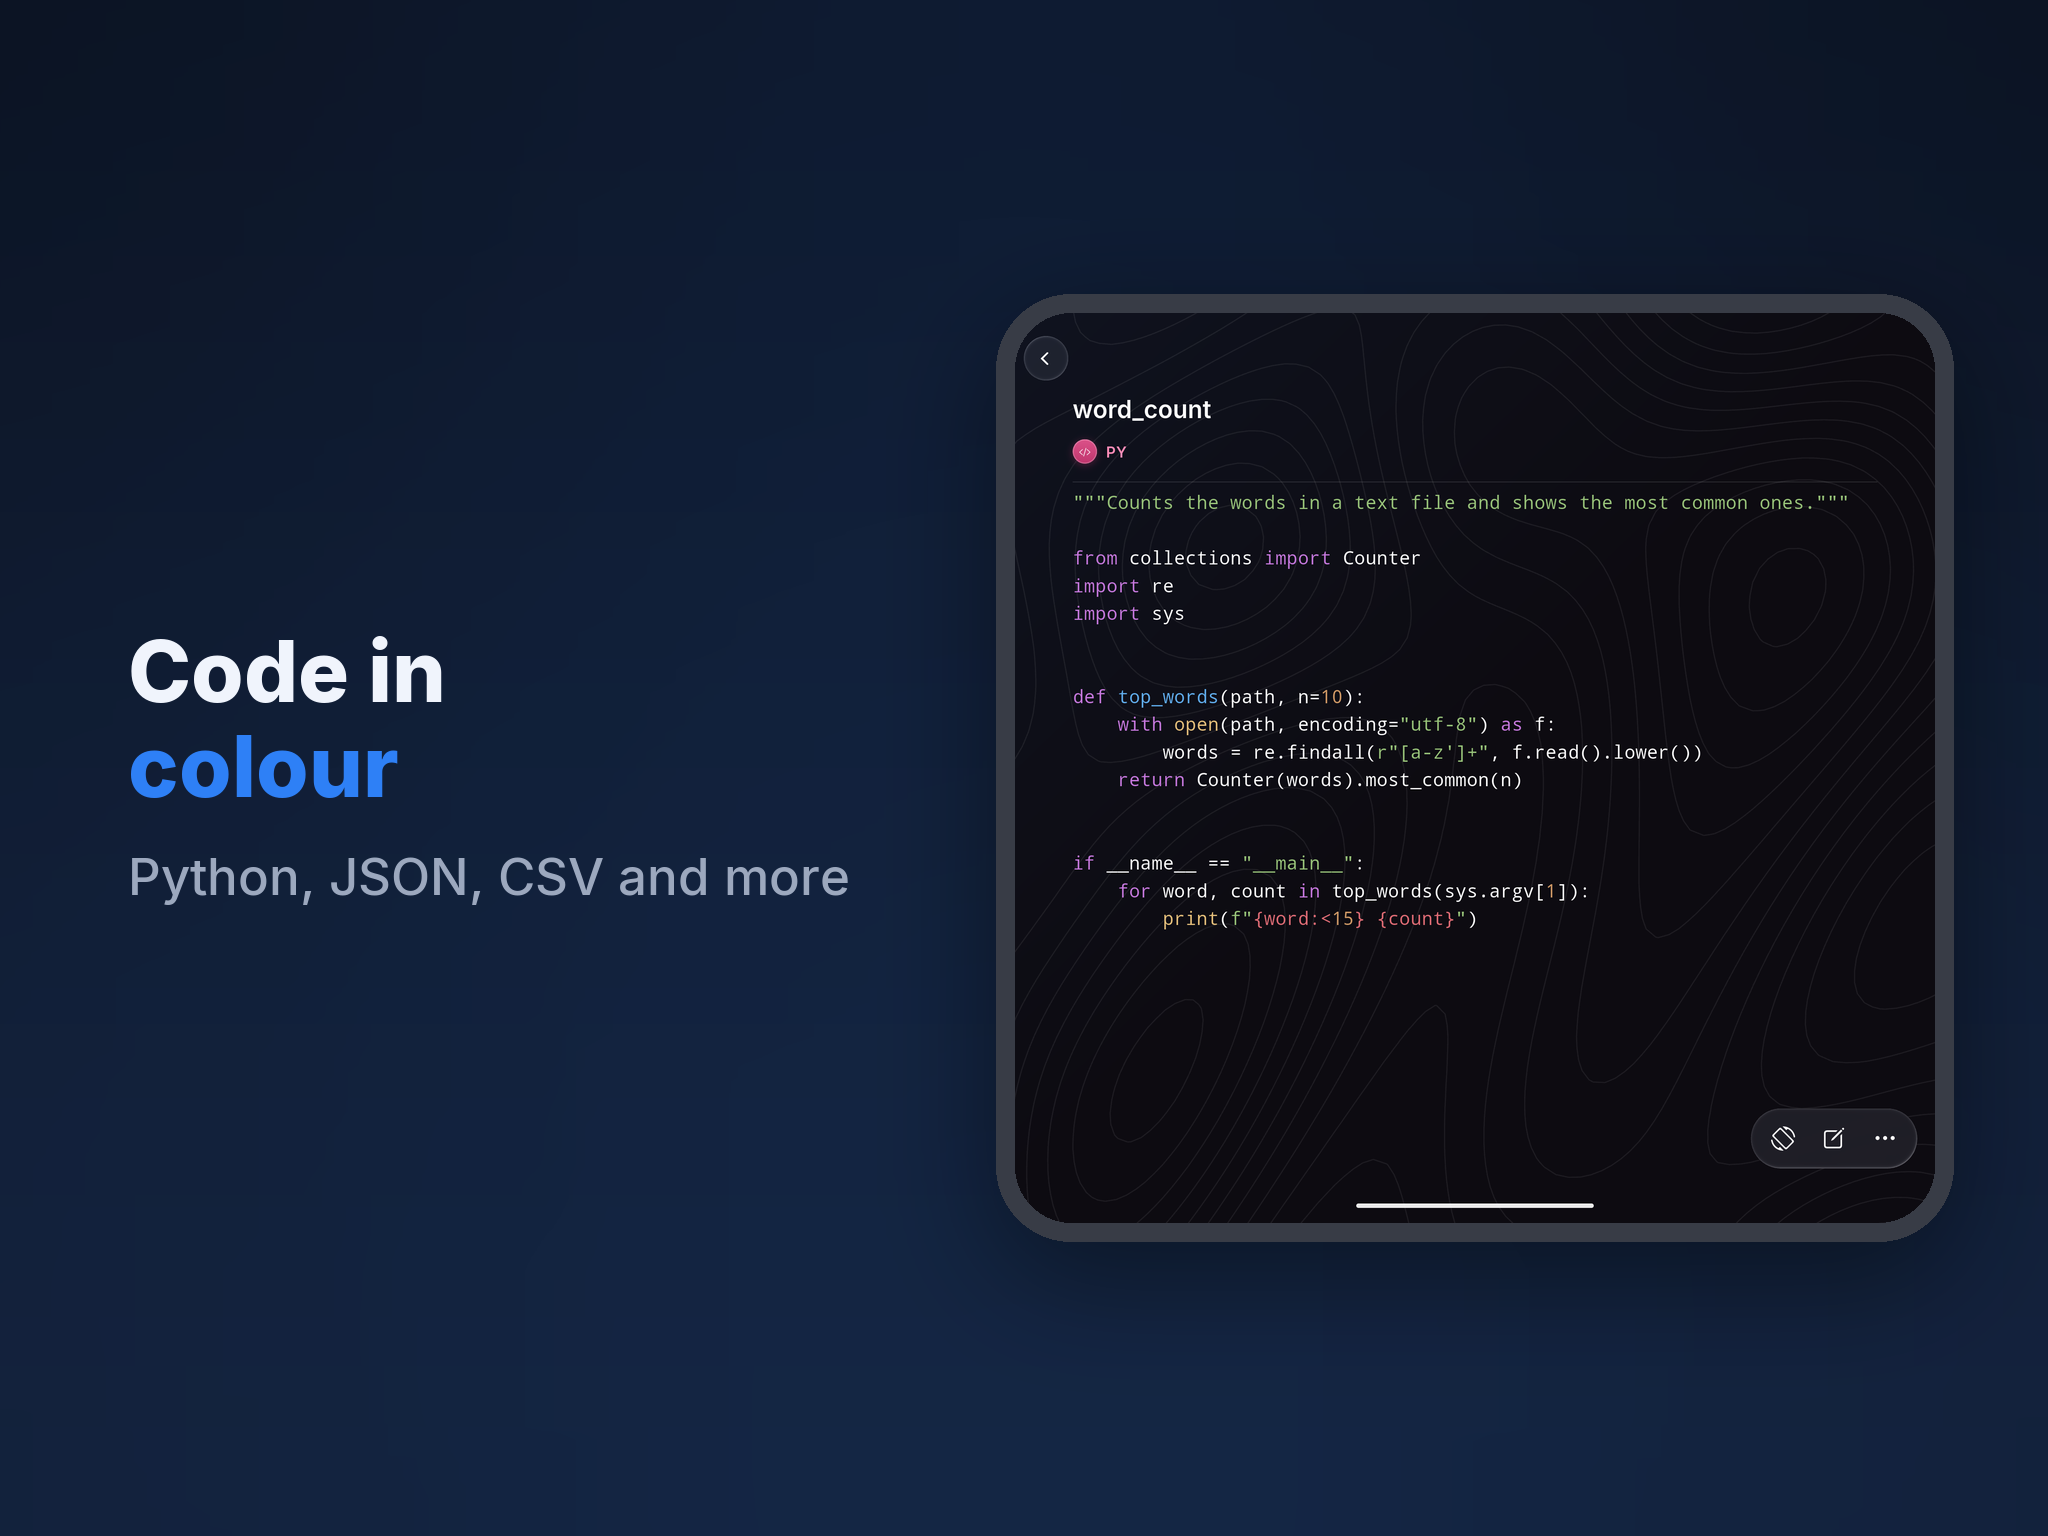 Code in
colour
Python, JSON, CSV and more
word_count
PY
"""Counts the words in a text file and shows the most common ones."""
from collections import Counter
import re
import sys
def top_words(path, n=10):
    with open(path, encoding="utf-8") as f:
        words = re.findall(r"[a-z']+", f.read().lower())
    return Counter(words).most_common(n)
if __name__ == "__main__":
    for word, count in top_words(sys.argv[1]):
        print(f"{word:<15} {count}")